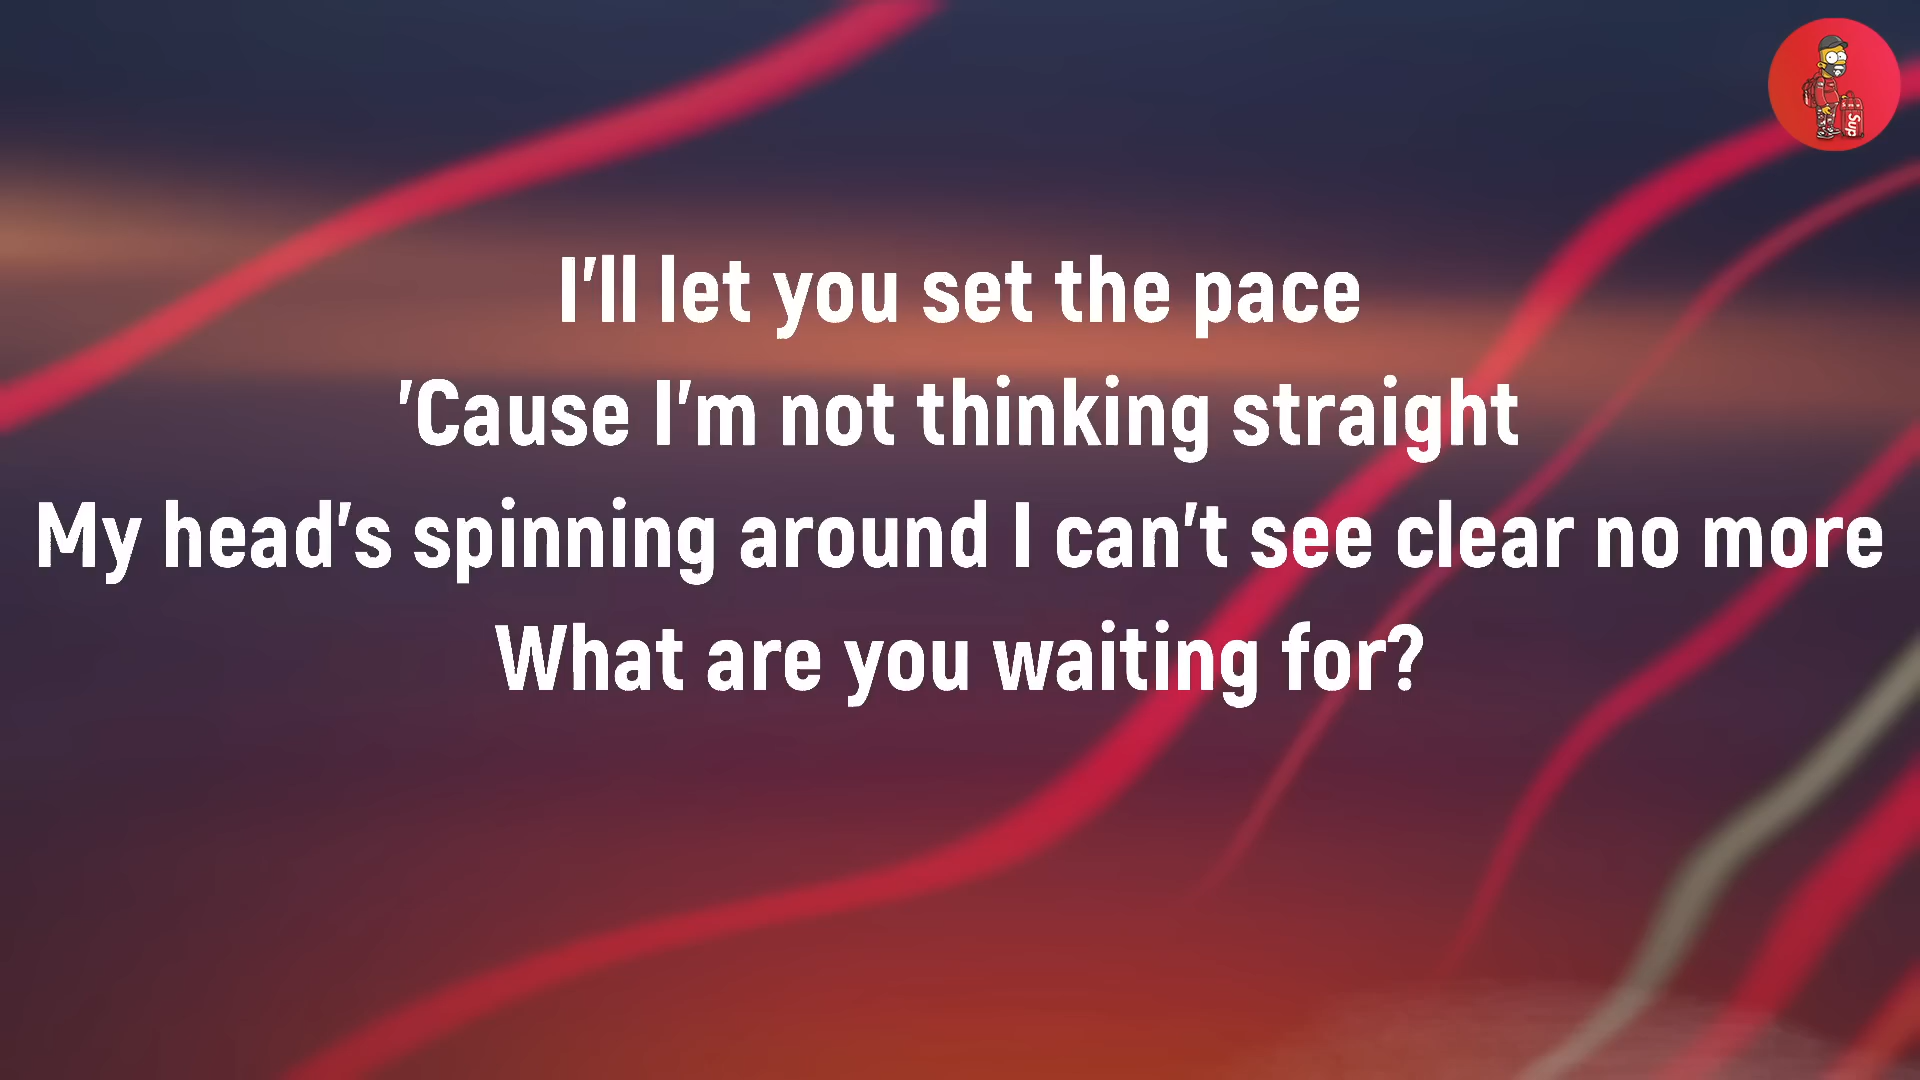 I'll let you set the pace
'Cause I'm not thinking straight
My head's spinning around I can't see clear no more
What are you waiting for?
Sup